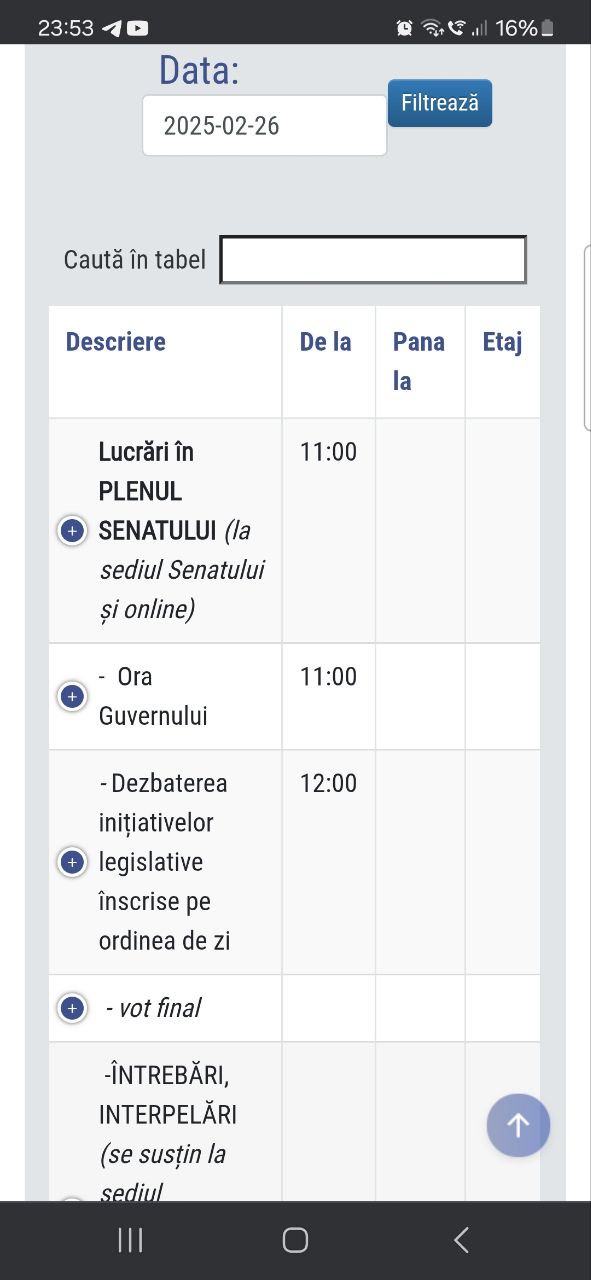 23:53 16%
Data:
2025-02-26
Filtrează
Caută în tabel
Descriere De la Pana la Etaj
Lucrări în 11:00
PLENUL
SENATULUI (la
sediul Senatului
și online)
- Ora 11:00
Guvernului
- Dezbaterea 12:00
inițiativelor
legislative
înscrise pe
ordinea de zi
- vot final
-ÎNTREBĂRI,
INTERPELĂRI
(se susțin la
sediul